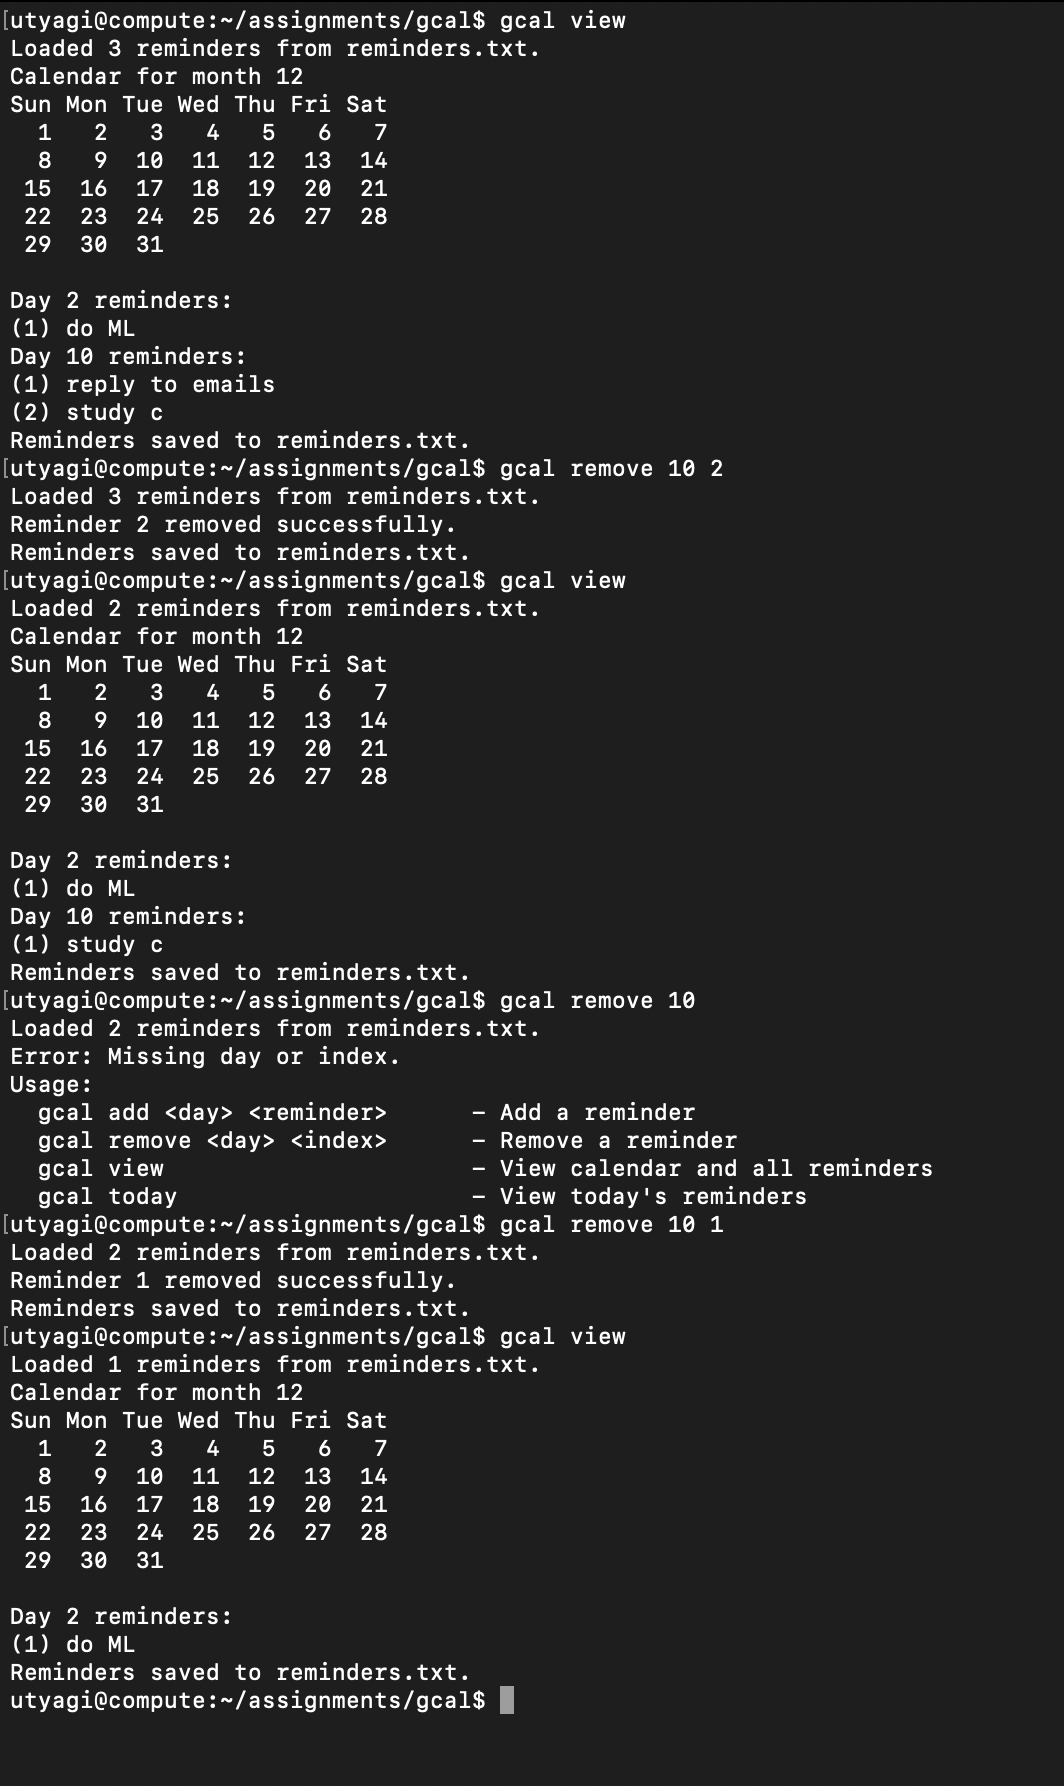 [utyagi@compute:~/assignments/gcal$ gcal view
Loaded 3 reminders from reminders.txt.
Calendar for month 12
Sun Mon Tue Wed Thu Fri Sat
  1   2   3   4   5   6   7
  8   9  10  11  12  13  14
 15  16  17  18  19  20  21
 22  23  24  25  26  27  28
 29  30  31
Day 2 reminders:
(1) do ML
Day 10 reminders:
(1) reply to emails
(2) study c
Reminders saved to reminders.txt.
[utyagi@compute:~/assignments/gcal$ gcal remove 10 2
Loaded 3 reminders from reminders.txt.
Reminder 2 removed successfully.
Reminders saved to reminders.txt.
[utyagi@compute:~/assignments/gcal$ gcal view
Loaded 2 reminders from reminders.txt.
Calendar for month 12
Sun Mon Tue Wed Thu Fri Sat
  1   2   3   4   5   6   7
  8   9  10  11  12  13  14
 15  16  17  18  19  20  21
 22  23  24  25  26  27  28
 29  30  31
Day 2 reminders:
(1) do ML
Day 10 reminders:
(1) study c
Reminders saved to reminders.txt.
[utyagi@compute:~/assignments/gcal$ gcal remove 10
Loaded 2 reminders from reminders.txt.
Error: Missing day or index.
Usage:
  gcal add <day> <reminder>      – Add a reminder
  gcal remove <day> <index>      – Remove a reminder
  gcal view                      – View calendar and all reminders
  gcal today                     – View today's reminders
[utyagi@compute:~/assignments/gcal$ gcal remove 10 1
Loaded 2 reminders from reminders.txt.
Reminder 1 removed successfully.
Reminders saved to reminders.txt.
[utyagi@compute:~/assignments/gcal$ gcal view
Loaded 1 reminders from reminders.txt.
Calendar for month 12
Sun Mon Tue Wed Thu Fri Sat
  1   2   3   4   5   6   7
  8   9  10  11  12  13  14
 15  16  17  18  19  20  21
 22  23  24  25  26  27  28
 29  30  31
Day 2 reminders:
(1) do ML
Reminders saved to reminders.txt.
utyagi@compute:~/assignments/gcal$